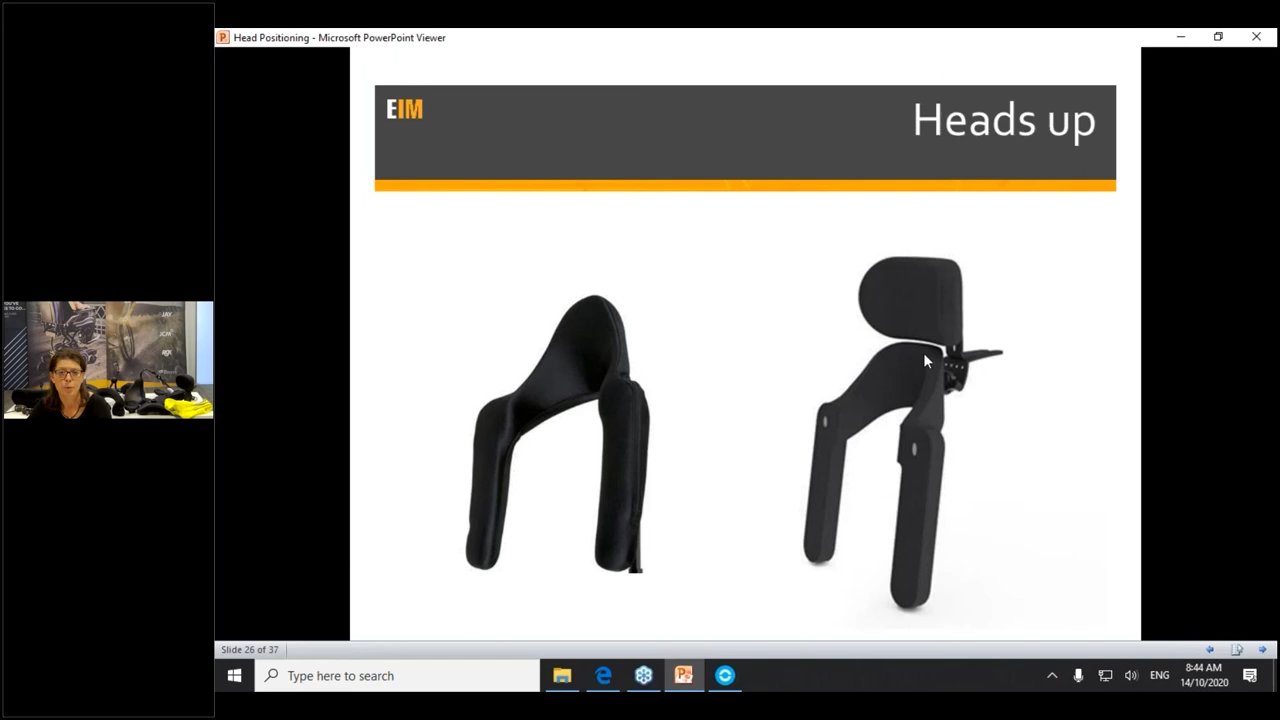 Head Positioning - Microsoft PowerPoint Viewer
EIM
Heads up
Slide 26 of 37
Type here to search
ENG
8:44 AM
14/10/2020